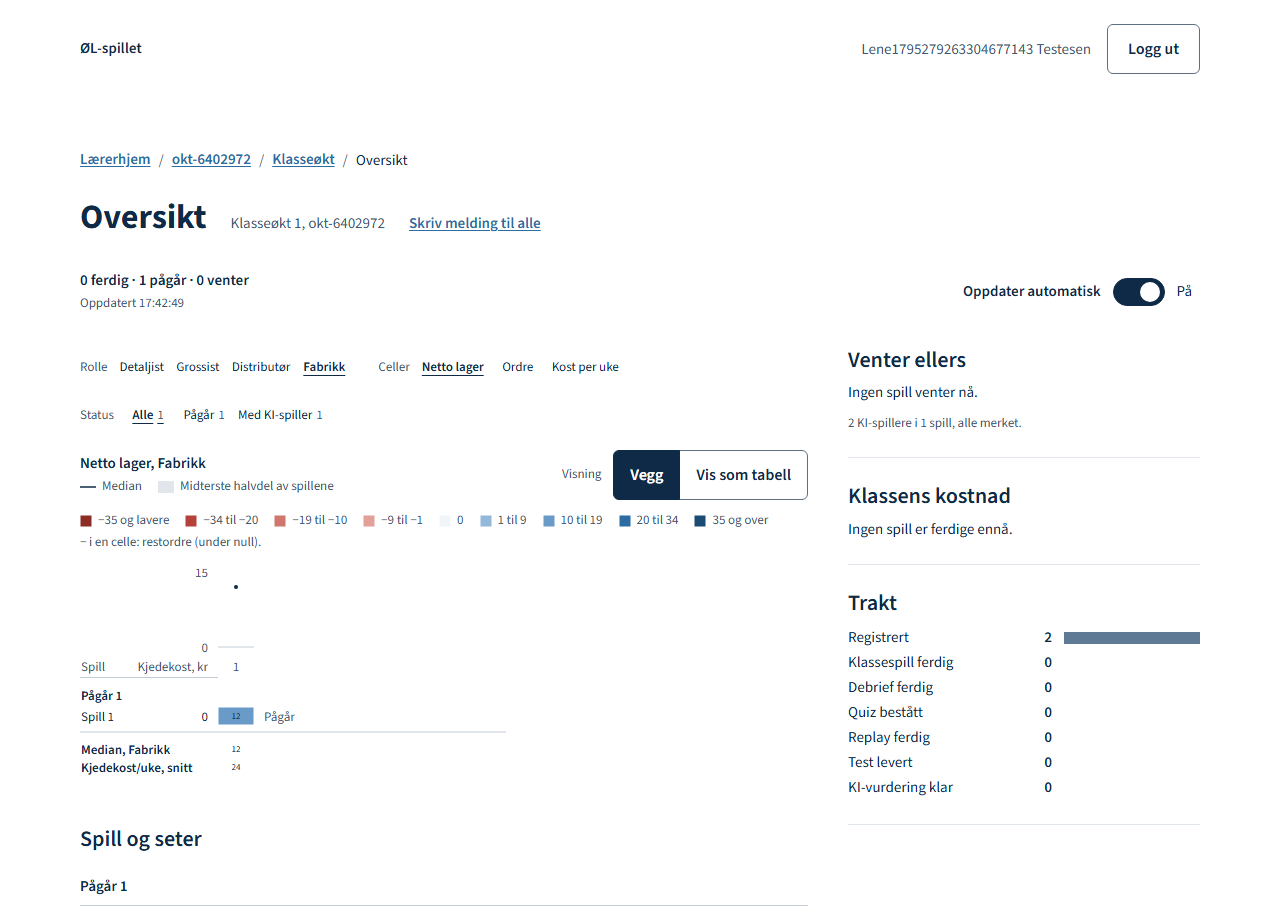 ØL-spillet
Lene1795279263304677143 Testesen
Logg ut
Lærerhjem / okt-6402972 / Klasseøkt / Oversikt
Oversikt Klasseøkt 1, okt-6402972 Skriv melding til alle
0 ferdig · 1 pågår · 0 venter
Oppdatert 17:42:49
Oppdater automatisk På
Rolle Detaljist Grossist Distributør Fabrikk Celler Netto lager Ordre Kost per uke
Status Alle 1 Pågår 1 Med KI-spiller 1
Netto lager, Fabrikk
Median Midterste halvdel av spillene
Visning Vegg Vis som tabell
−35 og lavere −34 til −20 −19 til −10 −9 til −1 0 1 til 9 10 til 19 20 til 34 35 og over
− i en celle: restordre (under null).
15
0
Spill Kjedekost, kr 1
Pågår 1
Spill 1 0 12 Pågår
Median, Fabrikk 12
Kjedekost/uke, snitt 24
Spill og seter
Pågår 1
Venter ellers
Ingen spill venter nå.
2 KI-spillere i 1 spill, alle merket.
Klassens kostnad
Ingen spill er ferdige ennå.
Trakt
Registrert 2
Klassespill ferdig 0
Debrief ferdig 0
Quiz bestått 0
Replay ferdig 0
Test levert 0
KI-vurdering klar 0